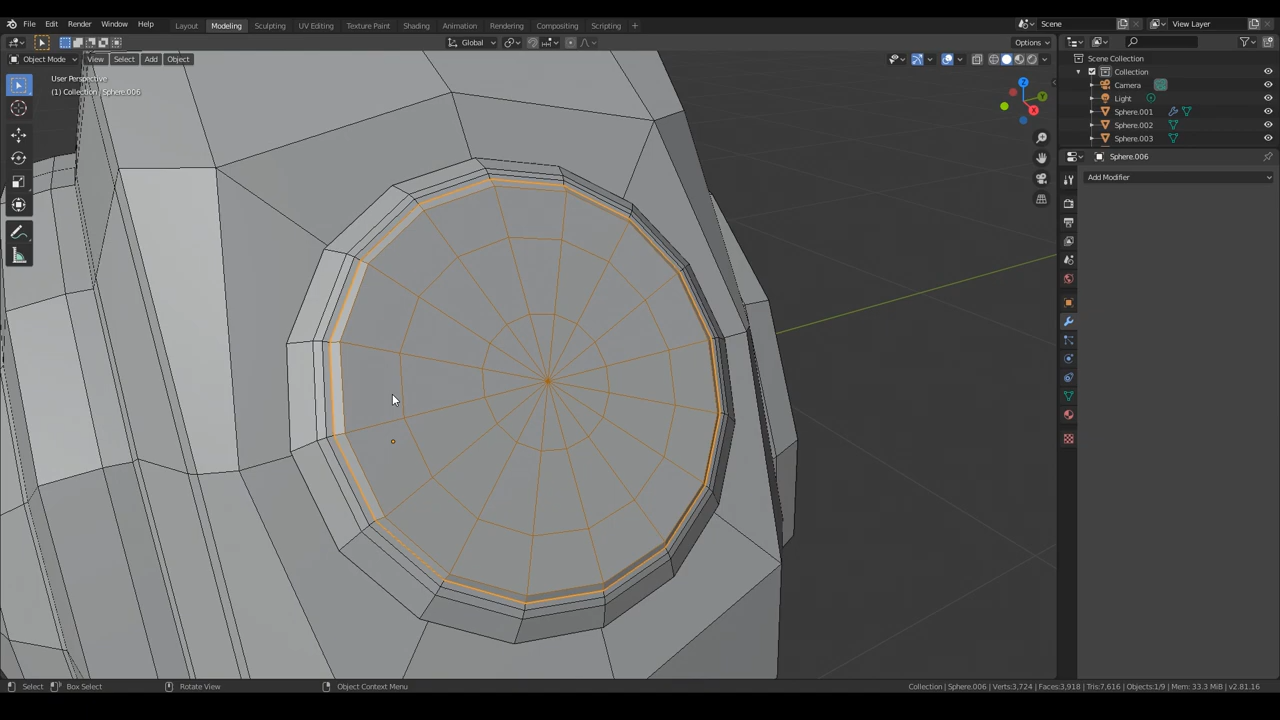 File Edit Render Window Help Layout Modeling Sculpting UV Editing Texture Paint Shading Animation Rendering Compositing Scripting + Scene View Layer
Global Options
Object Mode View Select Add Object
User Perspective
(1) Collection | Sphere.006
Z
Y
X
Scene Collection
Collection
Camera
Light
Sphere.001
Sphere.002
Sphere.003
Sphere.006
Add Modifier
Select Box Select Rotate View Object Context Menu Collection | Sphere.006 | Verts:3,724 | Faces:3,918 | Tris:7,616 | Objects:1/9 | Mem: 33.3 MiB | v2.81.16